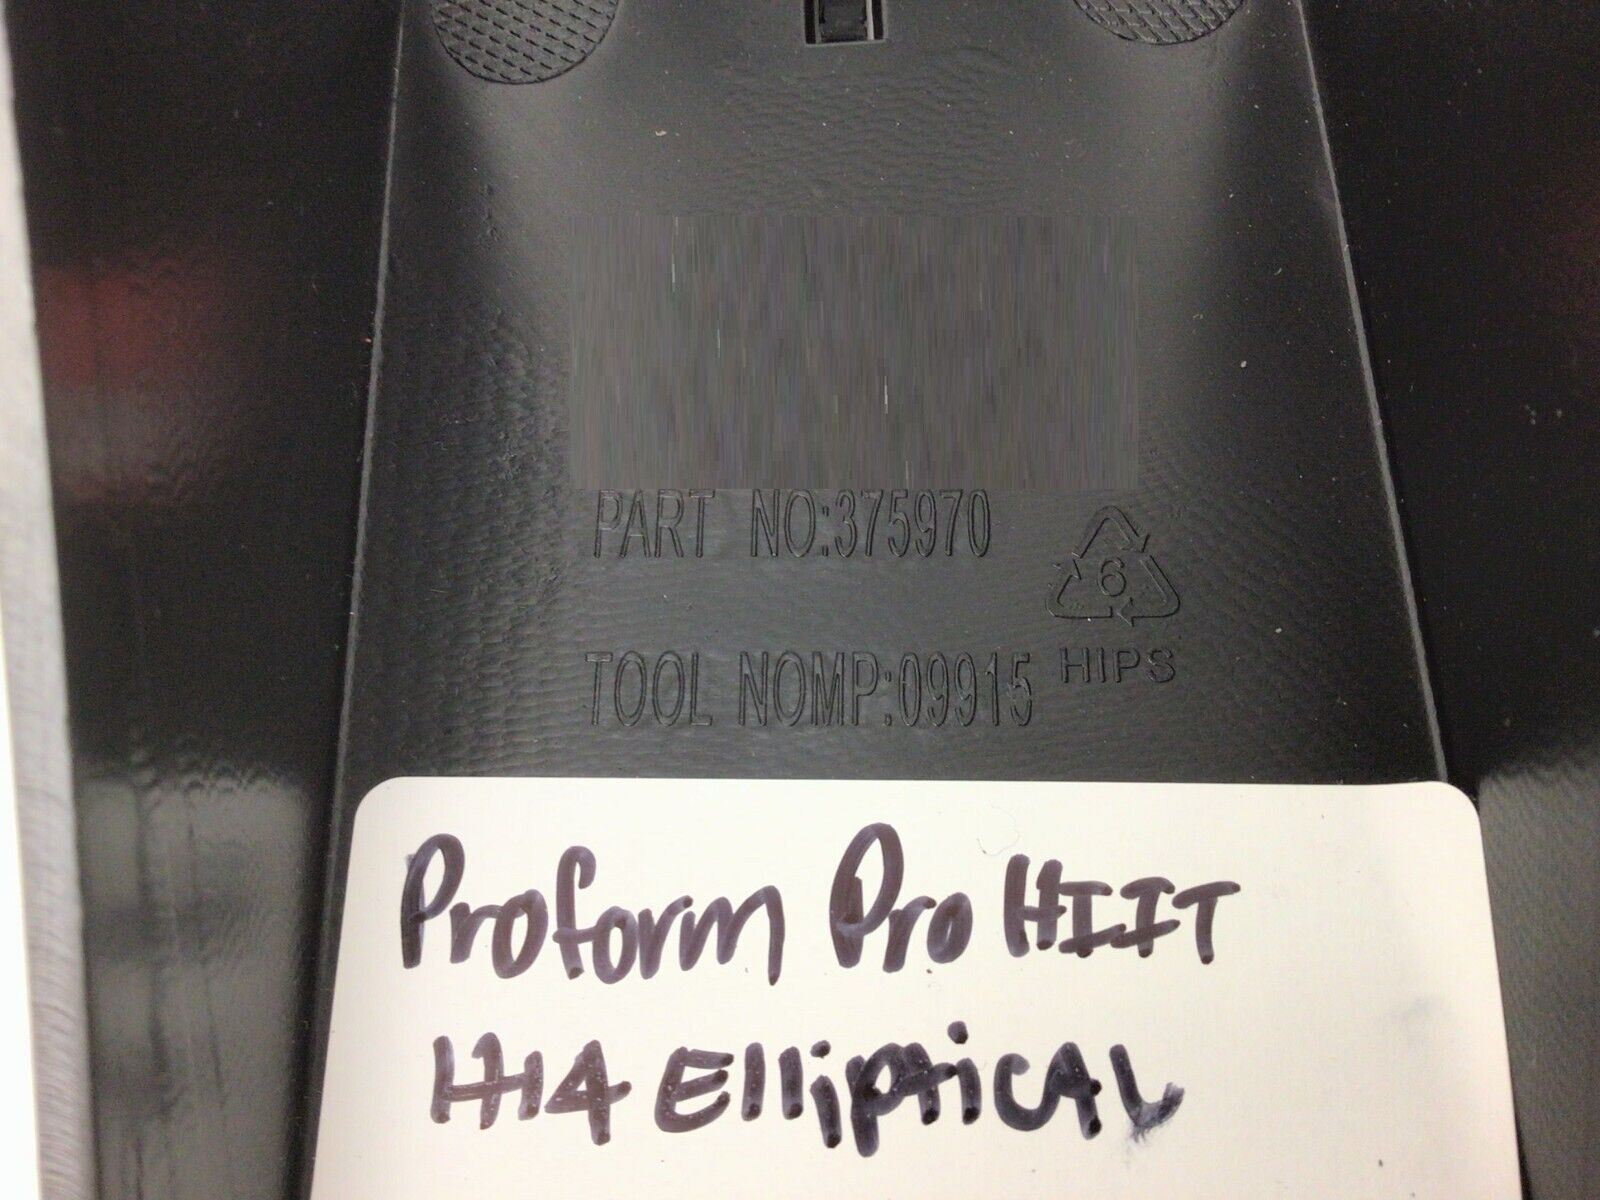 PART NO:375970
6
TOOL NOMP:09915
HIPS
Proform Pro HIIT
H14 Elliptical